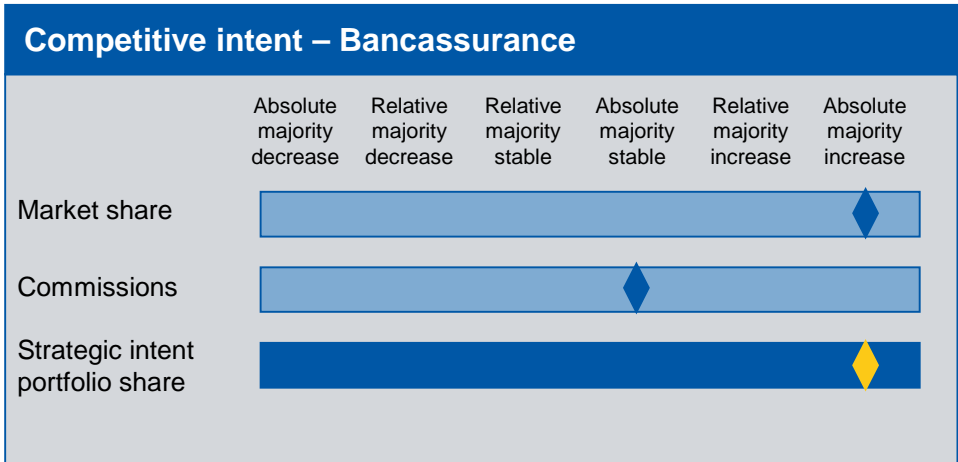 Competitive intent – Bancassurance
Absolute majority decrease
Relative majority decrease
Relative majority stable
Absolute majority stable
Relative majority increase
Absolute majority increase
Market share
Commissions
Strategic intent
portfolio share